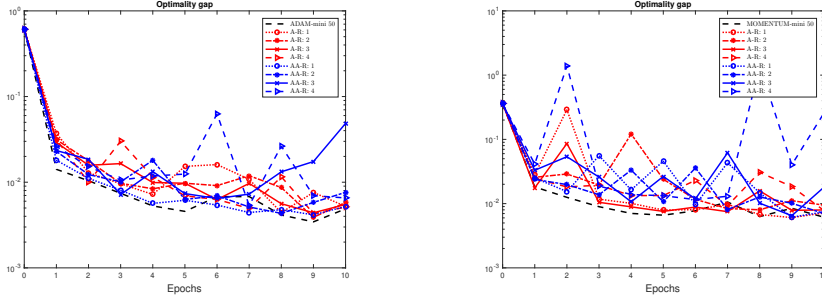 Optimality gap
10^0
10^-1
10^-2
10^-3
0 1 2 3 4 5 6 7 8 9 10
Epochs
ADAM-mini 50
A-R: 1
A-R: 2
A-R: 3
A-R: 4
AA-R: 1
AA-R: 2
AA-R: 3
AA-R: 4
Optimality gap
10^1
10^0
10^-1
10^-2
10^-3
0 1 2 3 4 5 6 7 8 9 10
Epochs
MOMENTUM-mini 50
A-R: 1
A-R: 2
A-R: 3
A-R: 4
AA-R: 1
AA-R: 2
AA-R: 3
AA-R: 4